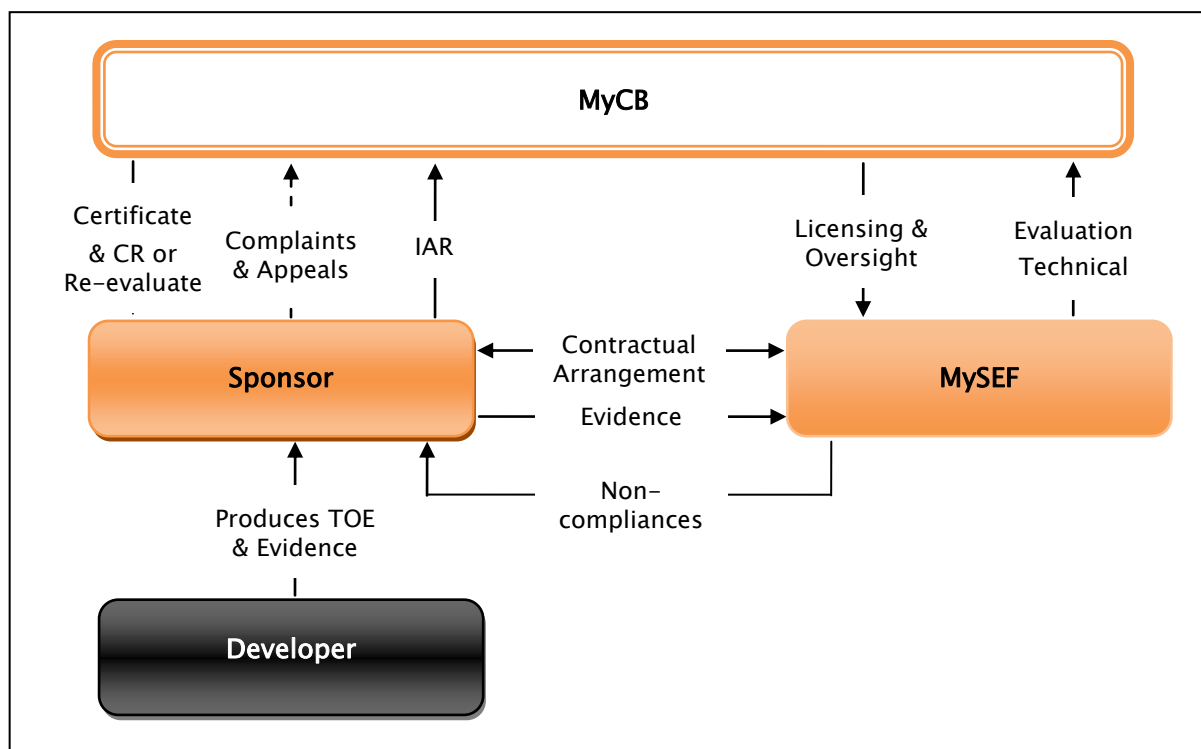 MyCB
Certificate
& CR or
Re-evaluate
Complaints
& Appeals
IAR
Licensing &
Oversight
Evaluation
Technical
Sponsor
Contractual
Arrangement
MySEF
Evidence
Non-
compliances
Produces TOE
& Evidence
Developer